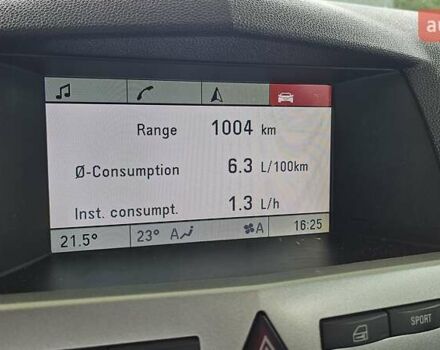 Range 1004 km
Ø-Consumption 6.3 L/100km
Inst. consumpt. 1.3 L/h
21.5° 23° A A 16:25
SPORT